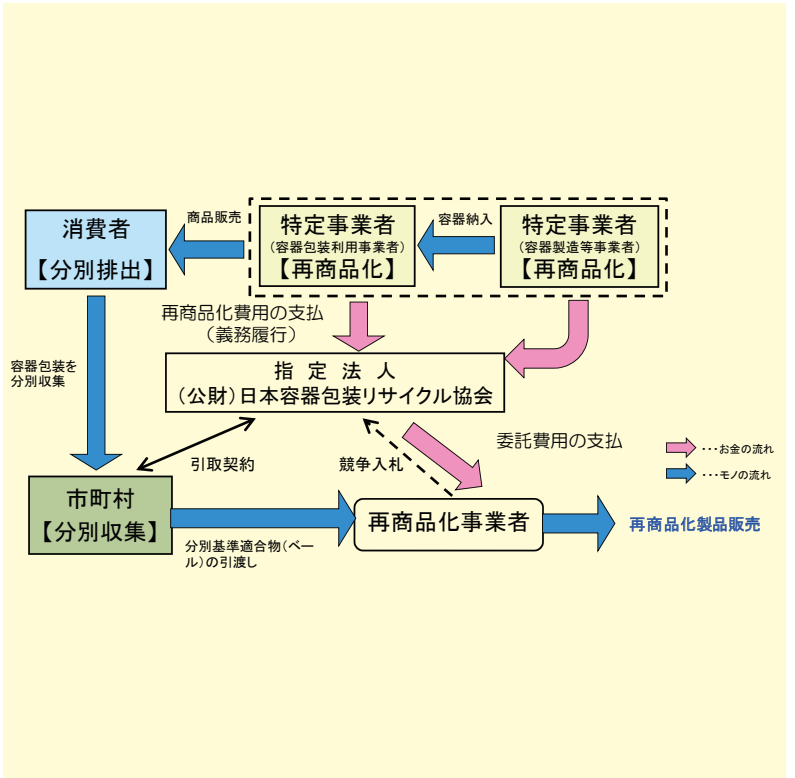 消費者
【分別排出】
商品販売
特定事業者
(容器包装利用事業者)
【再商品化】
容器納入
特定事業者
(容器製造等事業者)
【再商品化】
再商品化費用の支払
(義務履行)
容器包装を
分別収集
指 定 法 人
(公財)日本容器包装リサイクル協会
引取契約
競争入札
委託費用の支払
・・・お金の流れ
・・・モノの流れ
市町村
【分別収集】
分別基準適合物(ベー
ル)の引渡し
再商品化事業者
再商品化製品販売